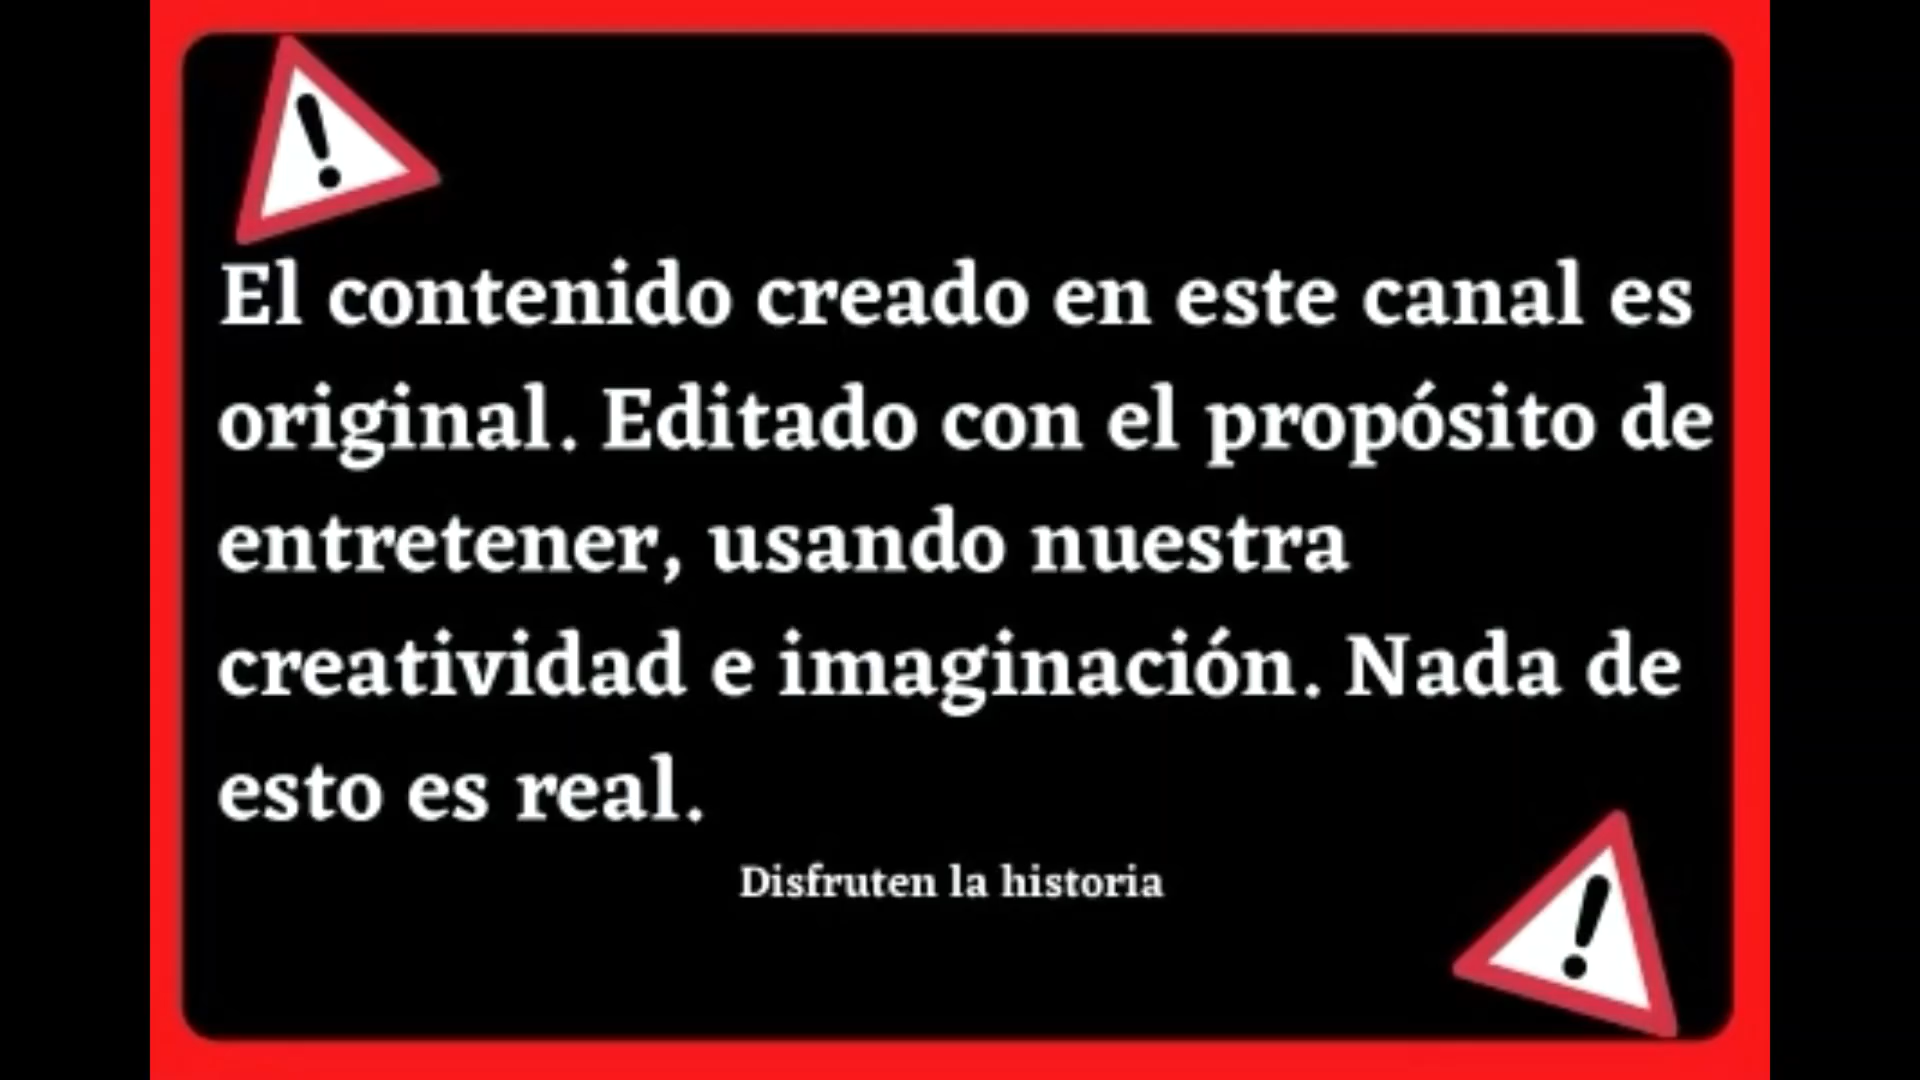 El contenido creado en este canal es
original. Editado con el propósito de
entretener, usando nuestra
creatividad e imaginación. Nada de
esto es real.
Disfruten la historia